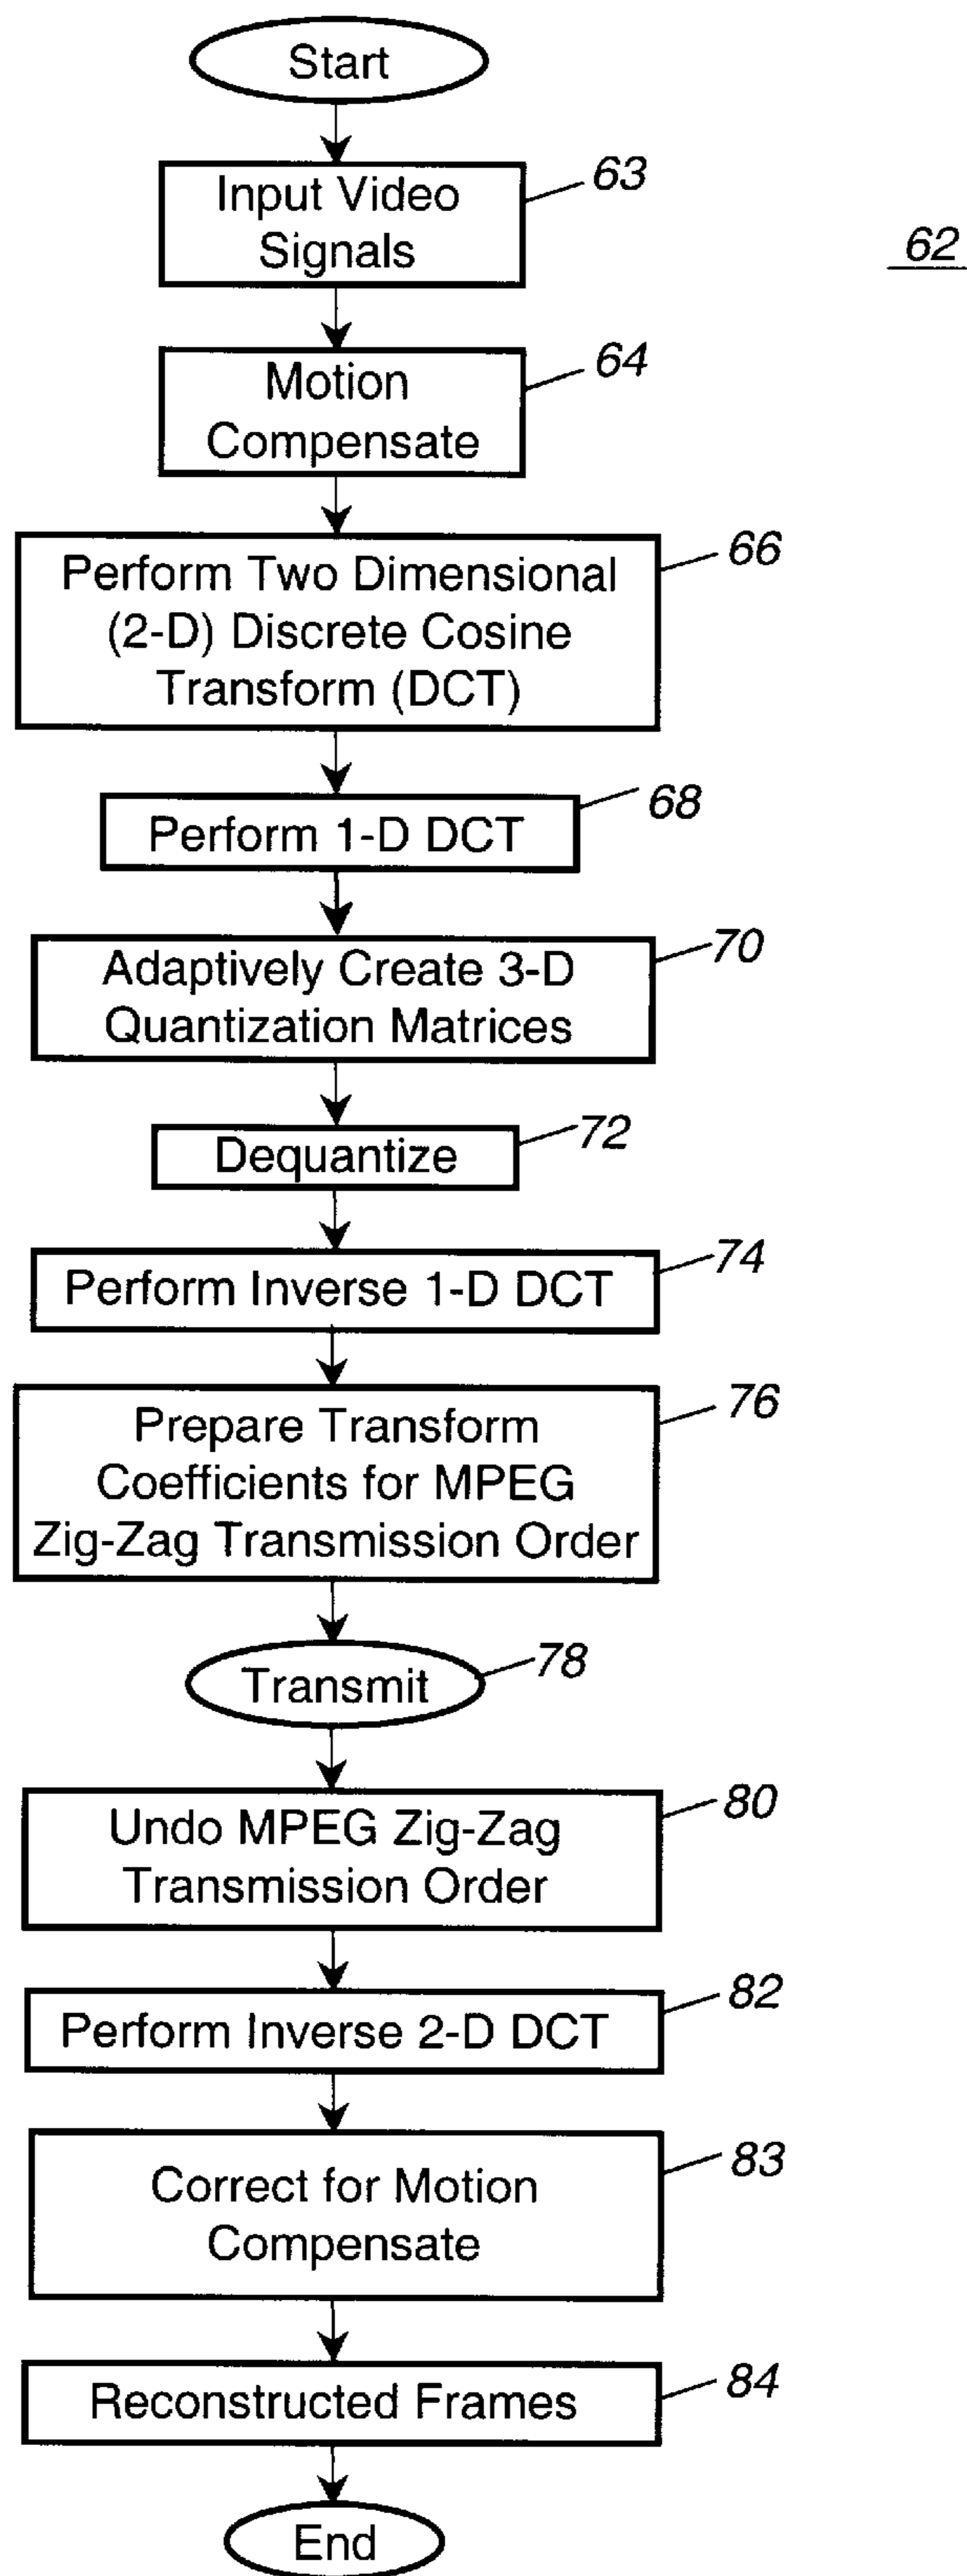 Start
Input Video
Signals
63
62
Motion
Compensate
64
Perform Two Dimensional
(2-D) Discrete Cosine
Transform (DCT)
66
Perform 1-D DCT
68
Adaptively Create 3-D
Quantization Matrices
70
Dequantize
72
Perform Inverse 1-D DCT
74
Prepare Transform
Coefficients for MPEG
Zig-Zag Transmission Order
76
Transmit
78
Undo MPEG Zig-Zag
Transmission Order
80
Perform Inverse 2-D DCT
82
Correct for Motion
Compensate
83
Reconstructed Frames
84
End